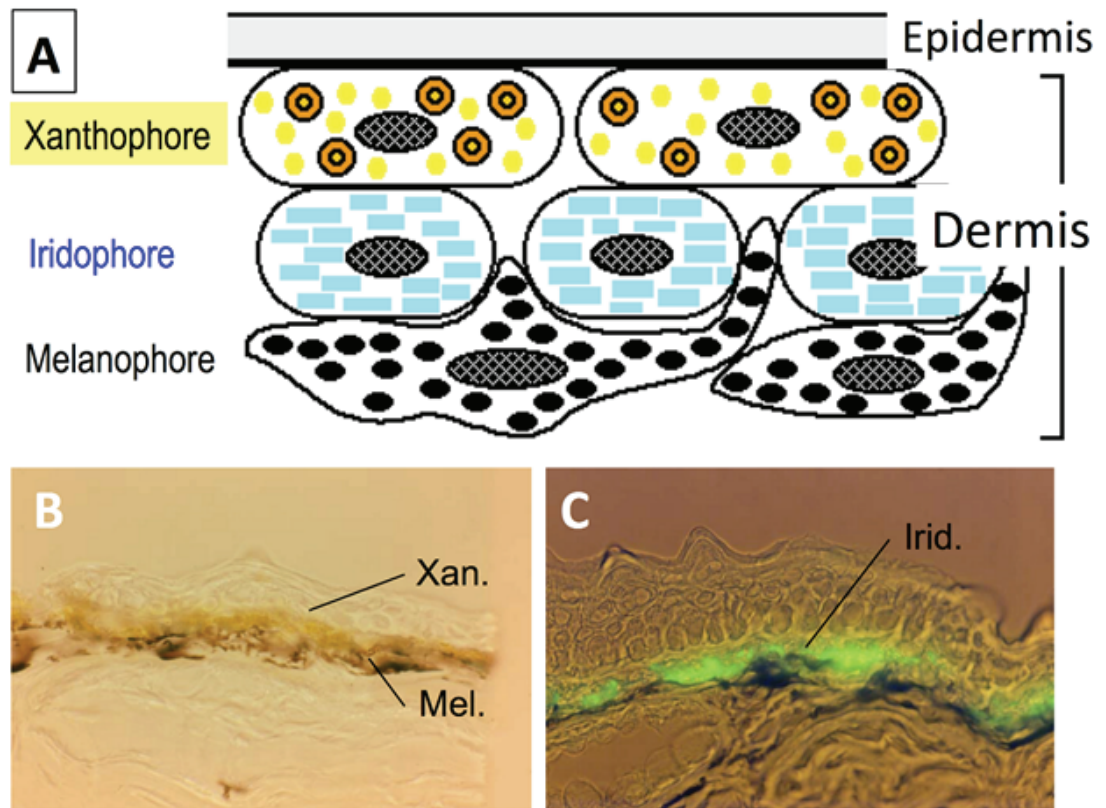 A
Epidermis
Xanthophore
Iridophore
Dermis
Melanophore
B
Xan.
Mel.
C
Irid.